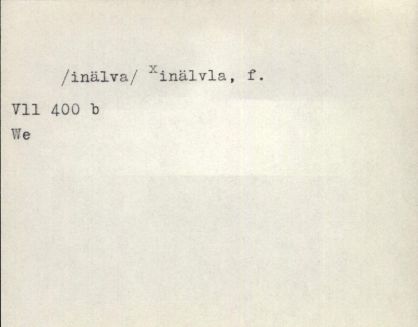 /inälva/ ˣinälvla, f.
Vll 400 b
We